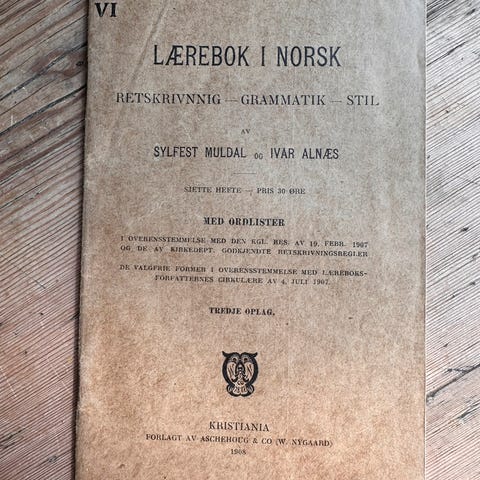 VI
LÆREBOK I NORSK
RETSKRIVNNIG — GRAMMATIK — STIL
AV
SYLFEST MULDAL OG IVAR ALNÆS
SJETTE HEFTE — PRIS 30 ØRE
MED ORDLISTER
I OVERENSSTEMMELSE MED DEN KGL. RES. AV 19. FEBR. 1907
OG DE AV KIRKEDEPT. GODKJENDTE RETSKRIVNINGSREGLER
DE VALGFRIE FORMER I OVERENSSTEMMELSE MED LÆREBOKS-
FORFATTERNES CIRKULÆRE AV 4. JULI 1907.
TREDJE OPLAG.
KRISTIANIA
FORLAGT AV ASCHEHOUG & CO (W. NYGAARD)
1908